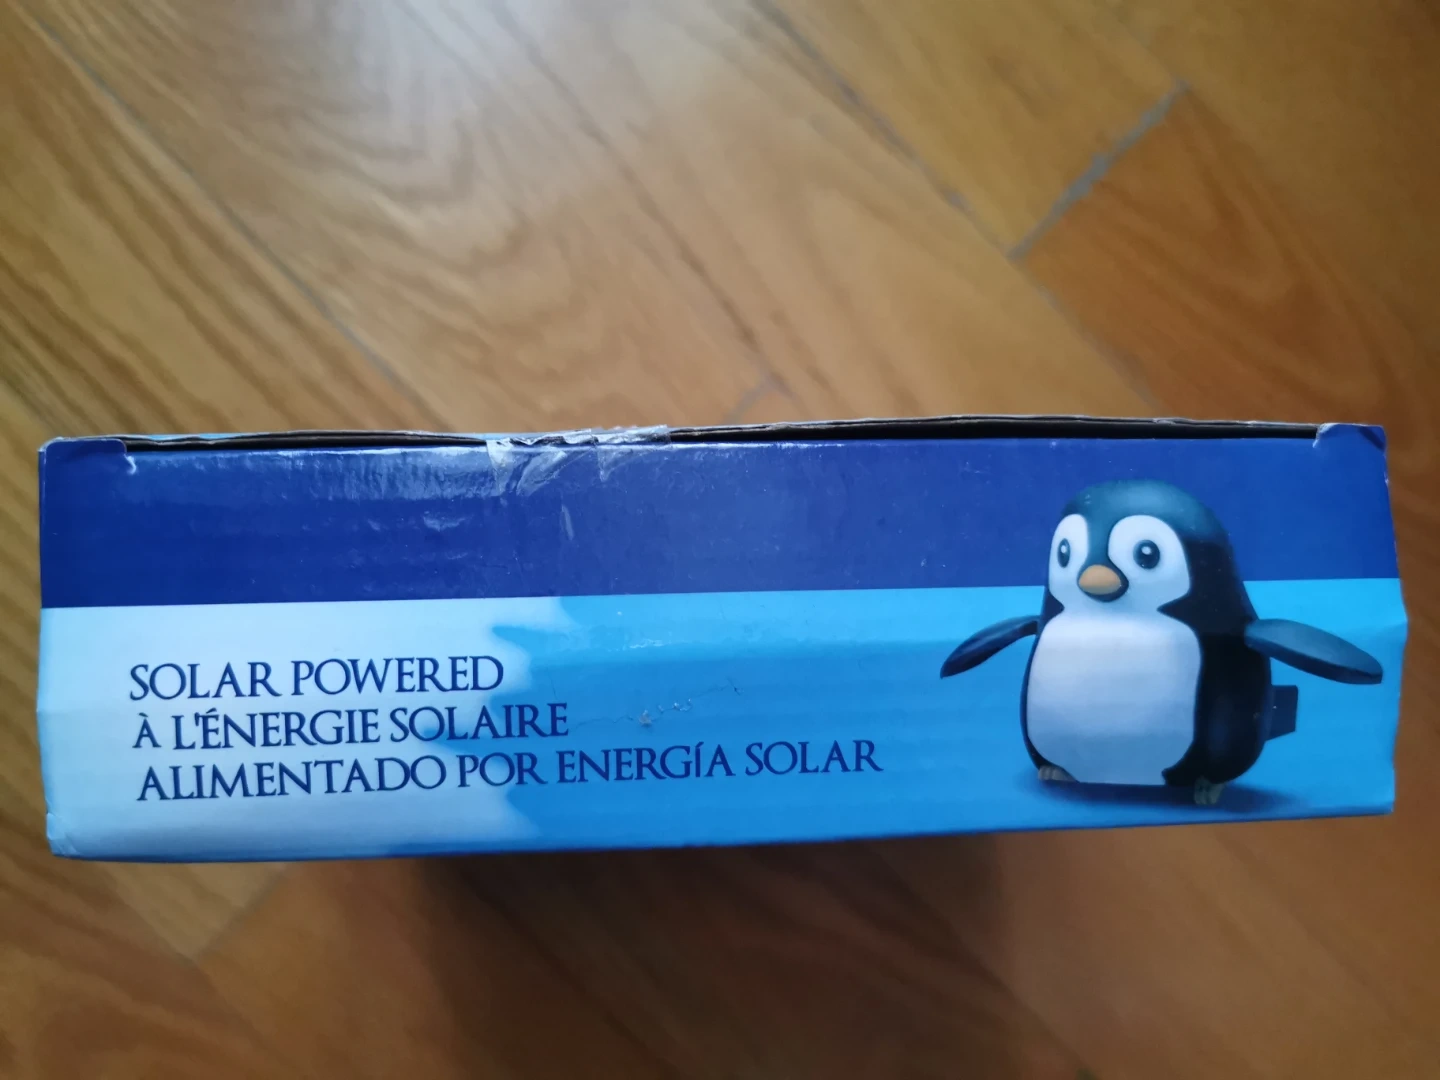 SOLAR POWERED
À L'ÉNERGIE SOLAIRE
ALIMENTADO POR ENERGÍA SOLAR